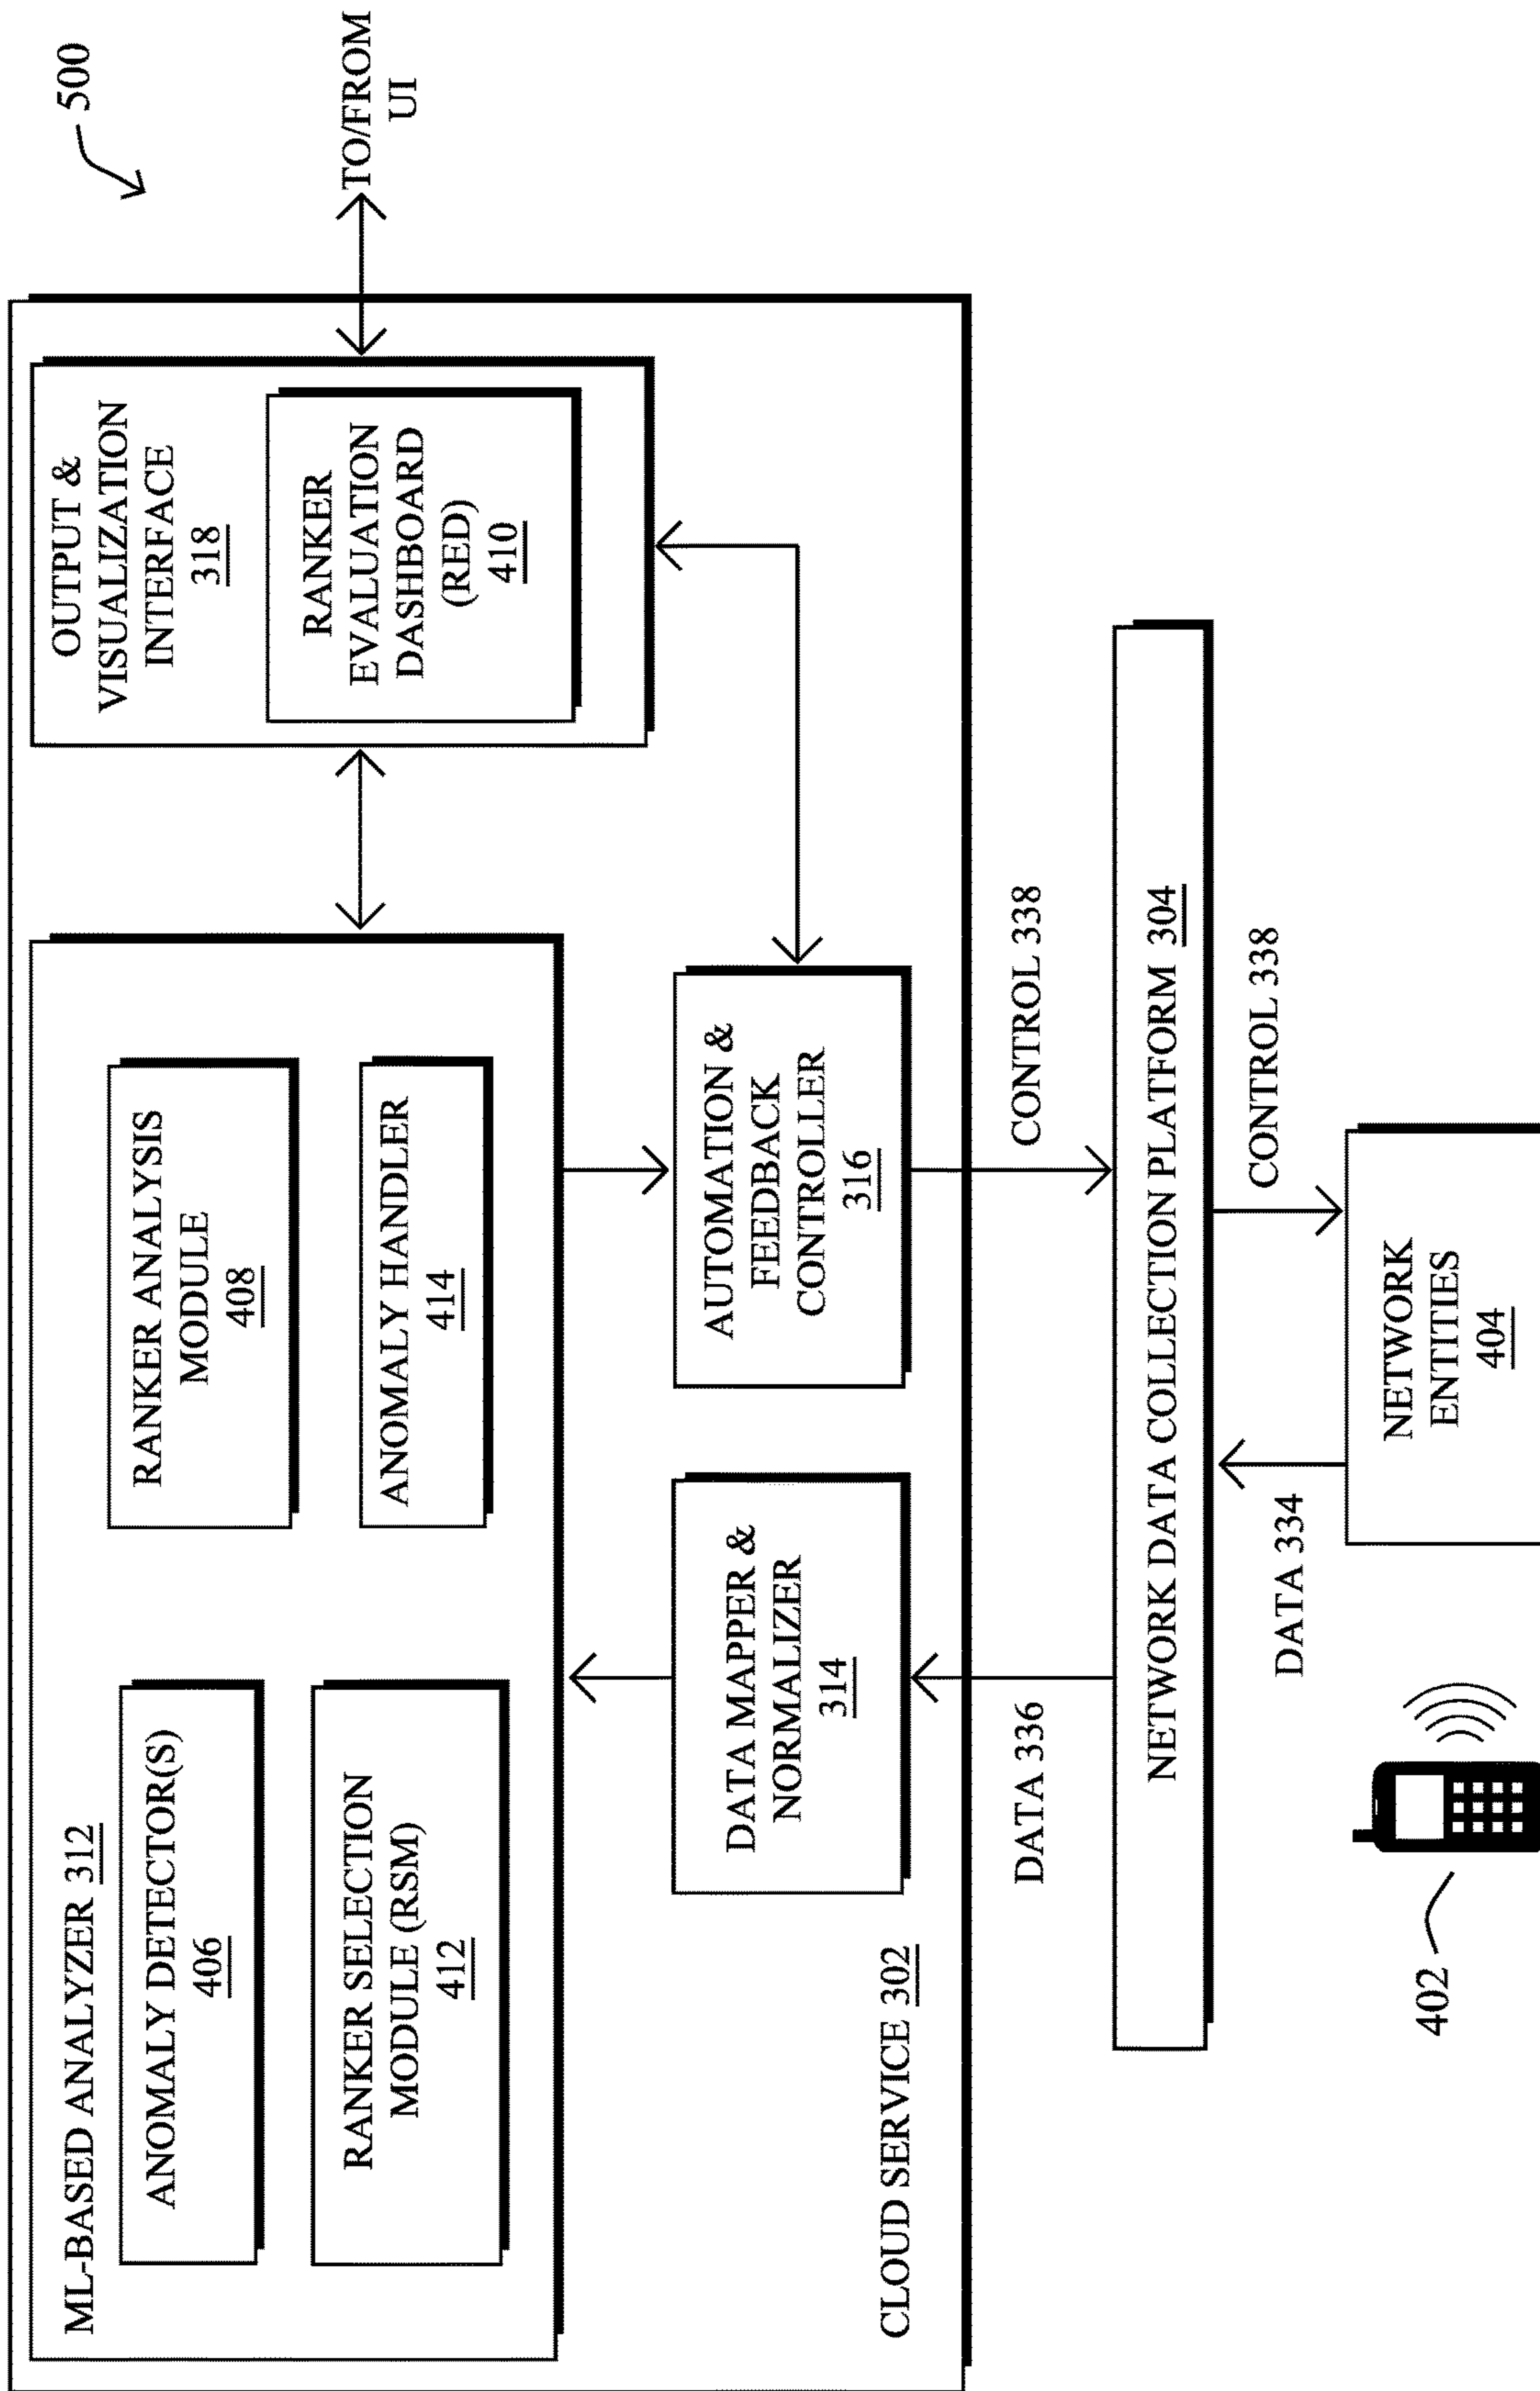 500
TO/FROM
UI
ML-BASED ANALYZER 312
ANOMALY DETECTOR(S)
406
RANKER SELECTION
MODULE (RSM)
412
RANKER ANALYSIS
MODULE
408
ANOMALY HANDLER
414
OUTPUT &
VISUALIZATION
INTERFACE
318
RANKER
EVALUATION
DASHBOARD
(RED)
410
DATA MAPPER &
NORMALIZER
314
AUTOMATION &
FEEDBACK
CONTROLLER
316
CLOUD SERVICE 302
DATA 336
CONTROL 338
NETWORK DATA COLLECTION PLATFORM 304
DATA 334
CONTROL 338
402
NETWORK
ENTITIES
404